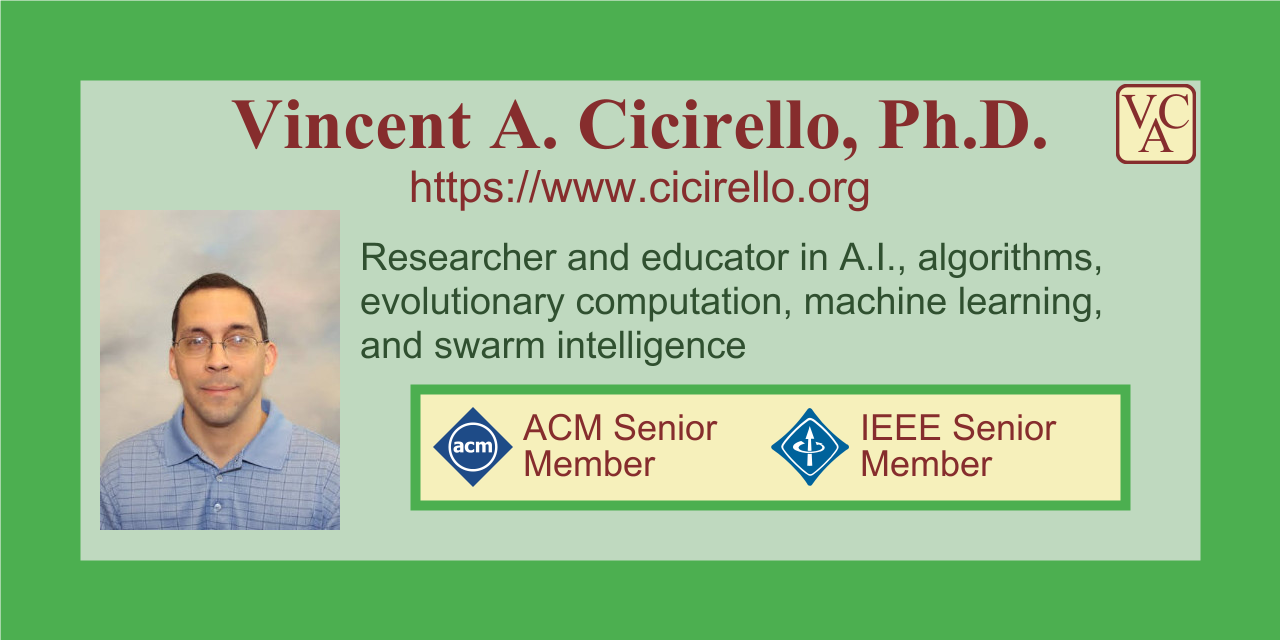 Vincent A. Cicirello, Ph.D.
VC
A
https://www.cicirello.org
Researcher and educator in A.I., algorithms,
evolutionary computation, machine learning,
and swarm intelligence
acm
ACM Senior
Member
IEEE Senior
Member